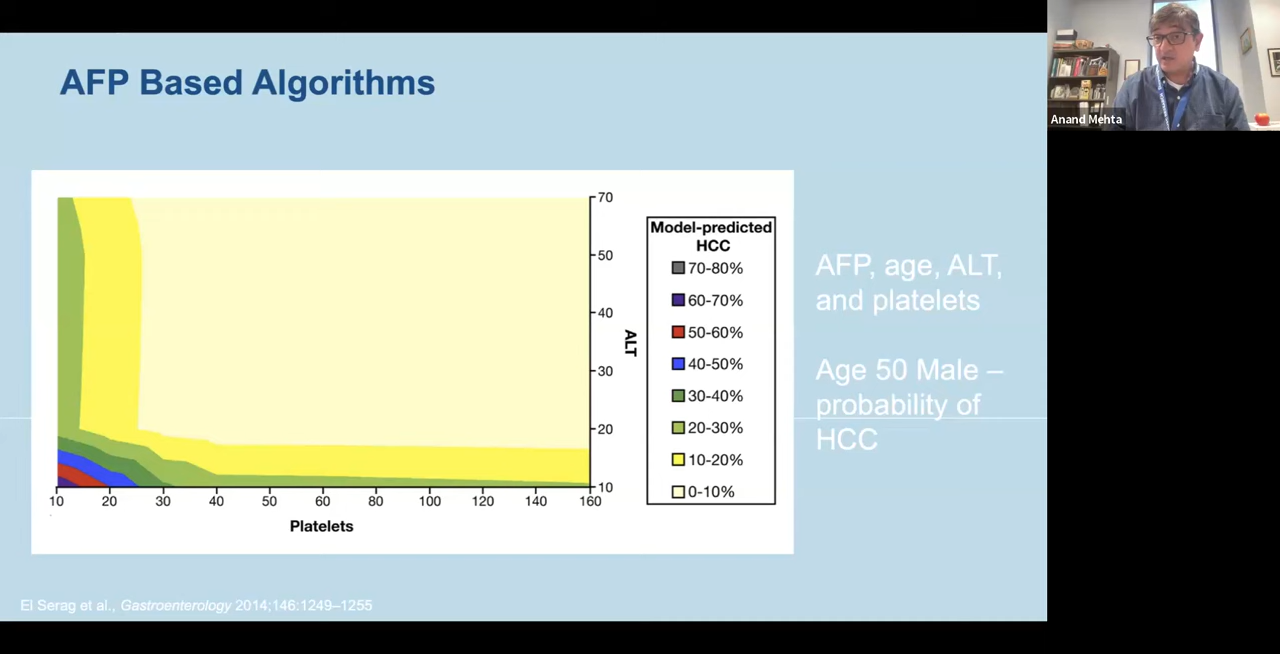 AFP Based Algorithms
Anand Mehta
70
50
40
30
20
10
ALT
10 20 30 40 50 60 80 100 120 140 160
Platelets
Model-predicted
HCC
70-80%
60-70%
50-60%
40-50%
30-40%
20-30%
10-20%
0-10%
AFP, age, ALT,
and platelets
Age 50 Male –
probability of
HCC
El Serag et al., Gastroenterology 2014;146:1249–1255